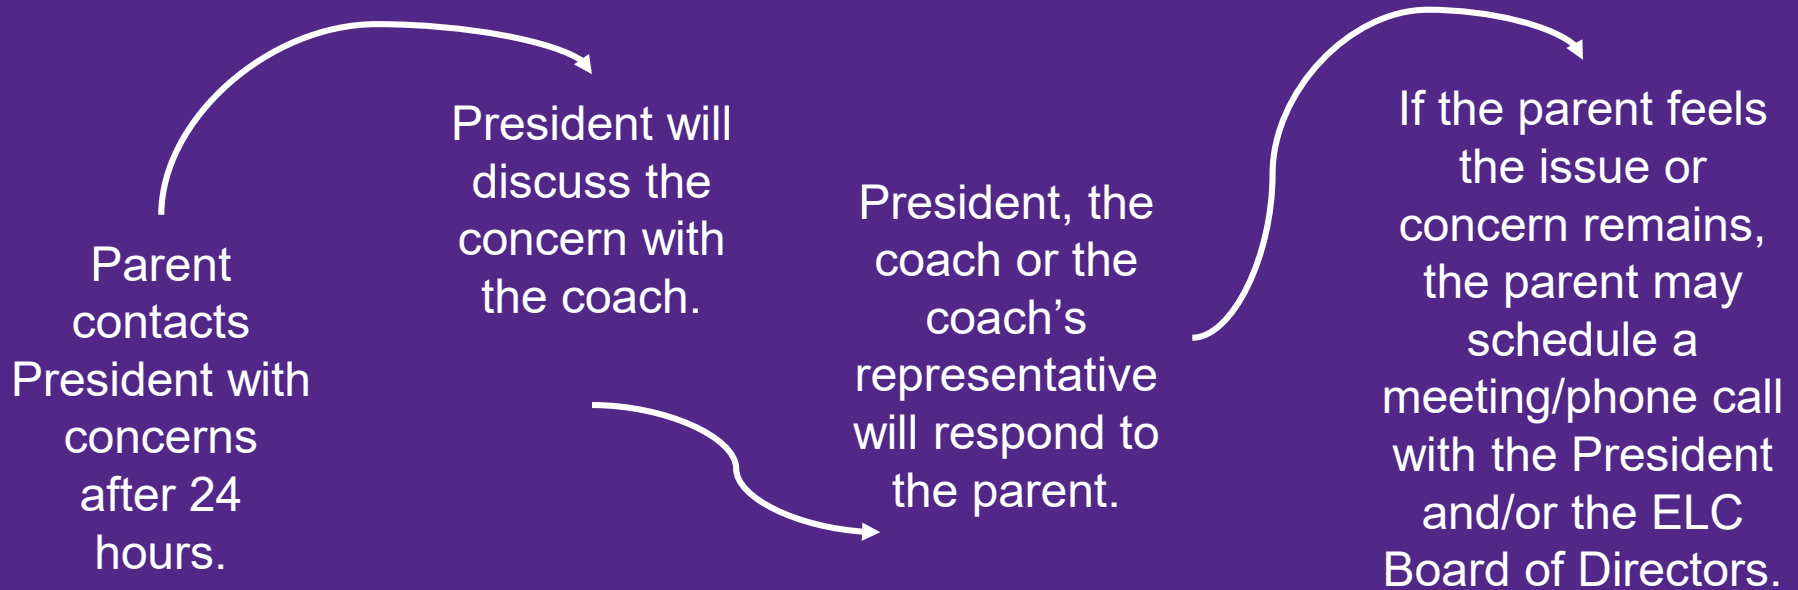 Parent
contacts
President with
concerns
after 24
hours.
President will
discuss the
concern with
the coach.
President, the
coach or the
coach’s
representative
will respond to
the parent.
If the parent feels
the issue or
concern remains,
the parent may
schedule a
meeting/phone call
with the President
and/or the ELC
Board of Directors.